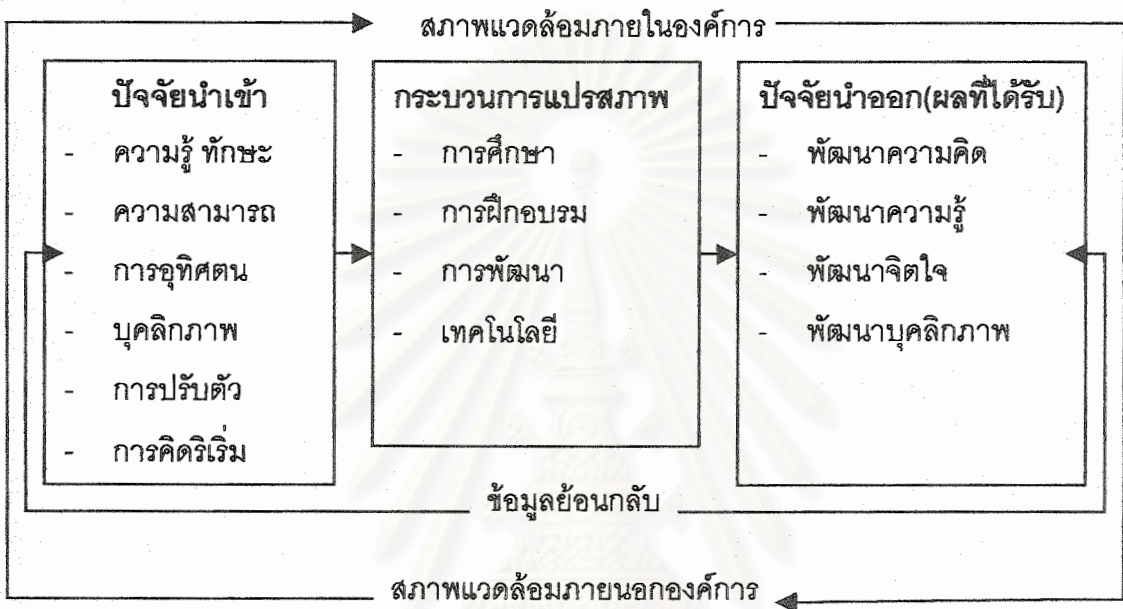 สภาพแวดล้อมภายในองค์การ
ปัจจัยนำเข้า
- ความรู้ ทักษะ
- ความสามารถ
- การอุทิศตน
- บุคลิกภาพ
- การปรับตัว
- การคิดริเริ่ม
กระบวนการแปรสภาพ
- การศึกษา
- การฝึกอบรม
- การพัฒนา
- เทคโนโลยี
ปัจจัยนำออก(ผลที่ได้รับ)
- พัฒนาความคิด
- พัฒนาความรู้
- พัฒนาจิตใจ
- พัฒนาบุคลิกภาพ
ข้อมูลย้อนกลับ
สภาพแวดล้อมภายนอกองค์การ